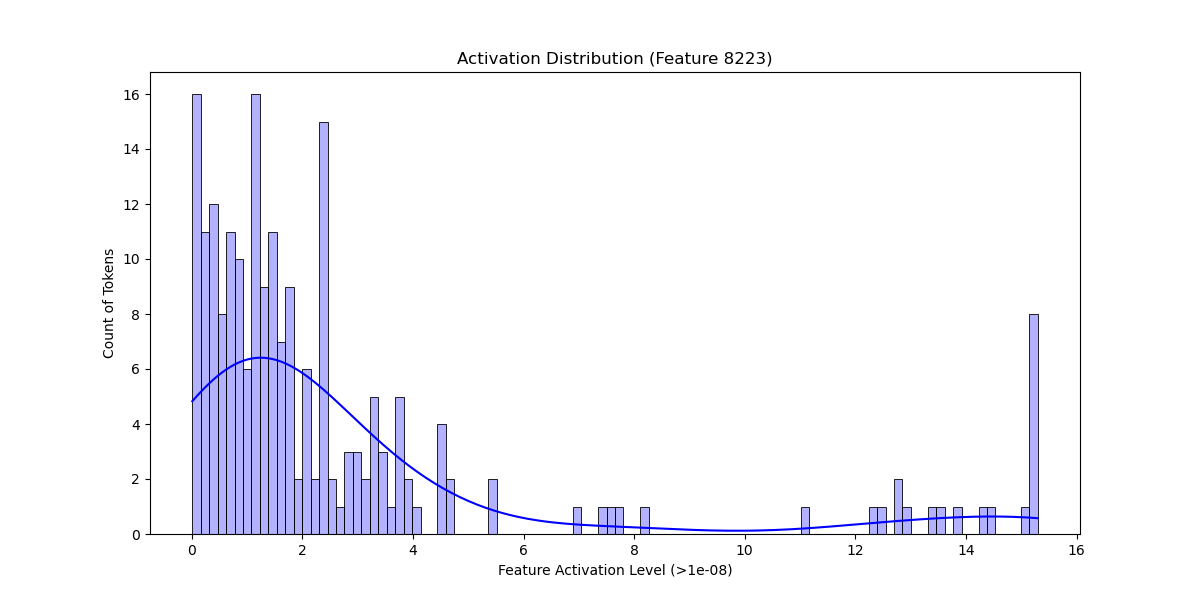 Activation Distribution (Feature 8223)
Count of Tokens
16
14
12
10
8
6
4
2
0
0 2 4 6 8 10 12 14 16
Feature Activation Level (>1e-08)